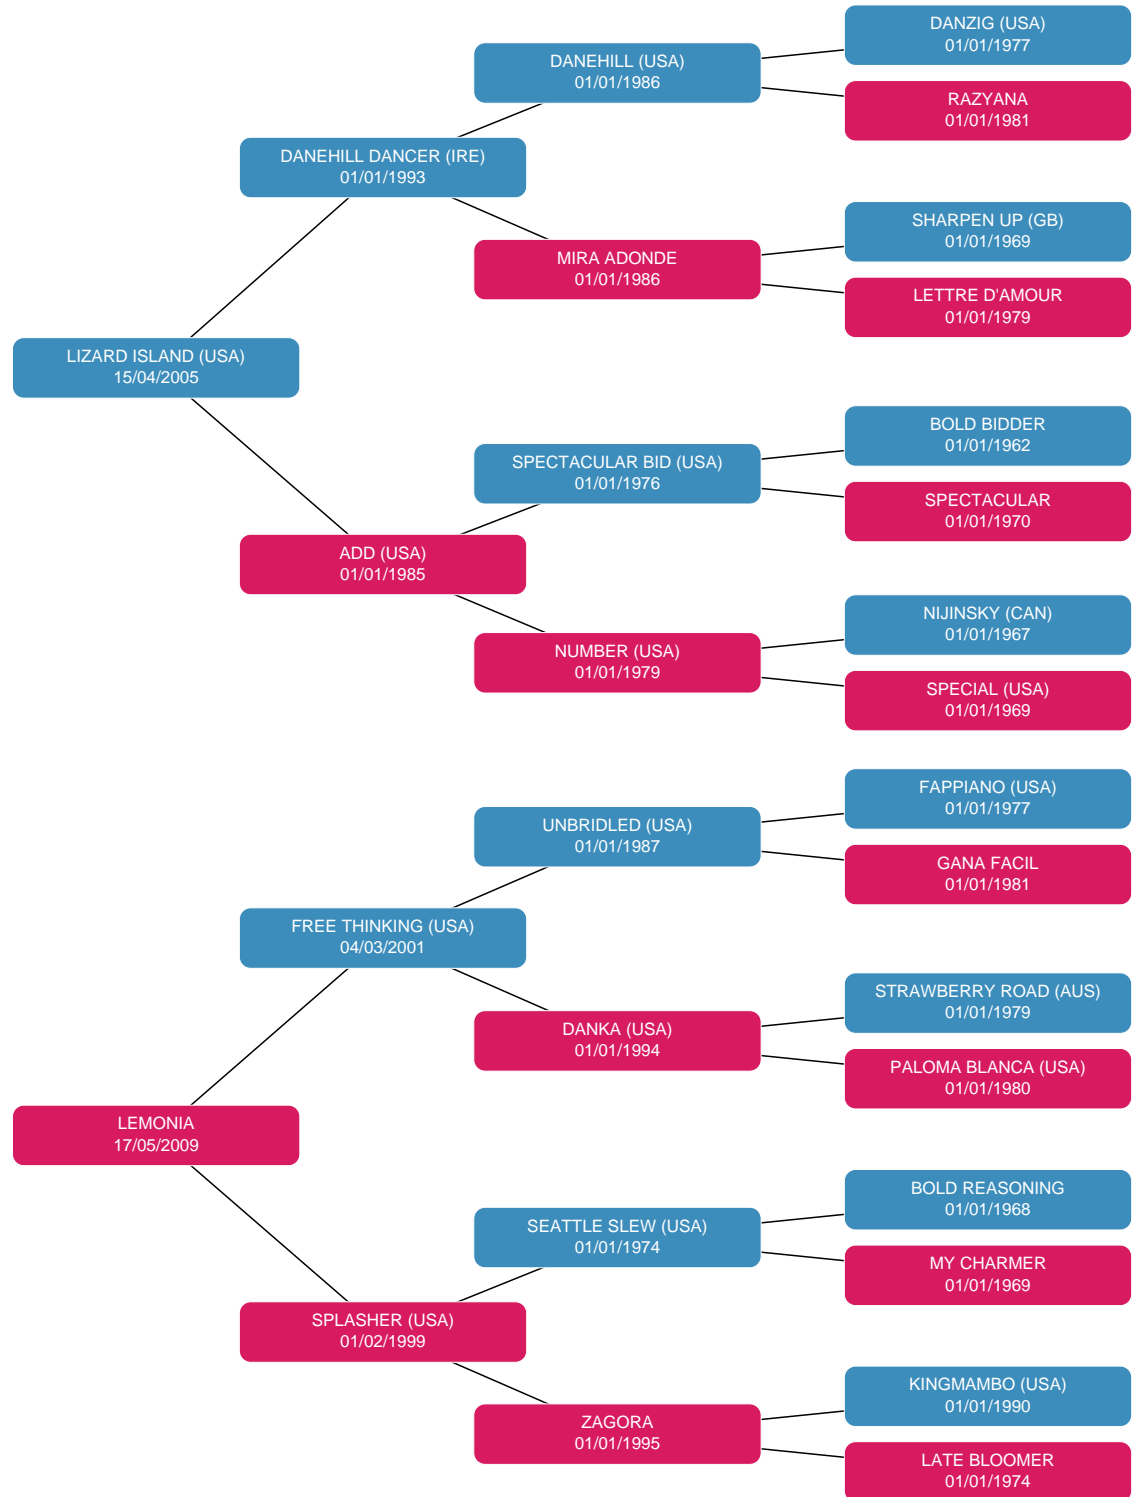 DANZIG (USA)
01/01/1977
DANEHILL (USA)
01/01/1986
RAZYANA
01/01/1981
DANEHILL DANCER (IRE)
01/01/1993
SHARPEN UP (GB)
01/01/1969
MIRA ADONDE
01/01/1986
LETTRE D'AMOUR
01/01/1979
LIZARD ISLAND (USA)
15/04/2005
BOLD BIDDER
01/01/1962
SPECTACULAR BID (USA)
01/01/1976
SPECTACULAR
01/01/1970
ADD (USA)
01/01/1985
NIJINSKY (CAN)
01/01/1967
NUMBER (USA)
01/01/1979
SPECIAL (USA)
01/01/1969
FAPPIANO (USA)
01/01/1977
UNBRIDLED (USA)
01/01/1987
GANA FACIL
01/01/1981
FREE THINKING (USA)
04/03/2001
STRAWBERRY ROAD (AUS)
01/01/1979
DANKA (USA)
01/01/1994
PALOMA BLANCA (USA)
01/01/1980
LEMONIA
17/05/2009
BOLD REASONING
01/01/1968
SEATTLE SLEW (USA)
01/01/1974
MY CHARMER
01/01/1969
SPLASHER (USA)
01/02/1999
KINGMAMBO (USA)
01/01/1990
ZAGORA
01/01/1995
LATE BLOOMER
01/01/1974